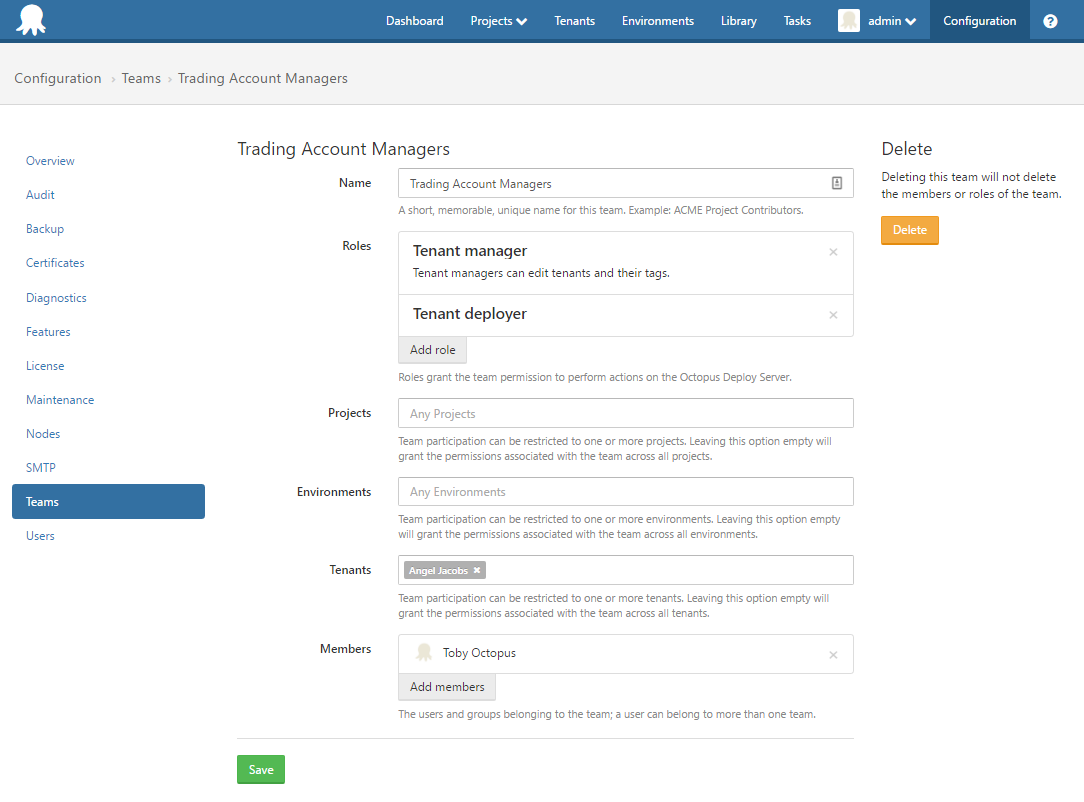 Dashboard Projects Tenants Environments Library Tasks admin Configuration ?
Configuration › Teams › Trading Account Managers
Overview
Audit
Backup
Certificates
Diagnostics
Features
License
Maintenance
Nodes
SMTP
Teams
Users
Trading Account Managers
Name
Trading Account Managers
A short, memorable, unique name for this team. Example: ACME Project Contributors.
Roles
Tenant manager ×
Tenant managers can edit tenants and their tags.
Tenant deployer ×
Add role
Roles grant the team permission to perform actions on the Octopus Deploy Server.
Projects
Any Projects
Team participation can be restricted to one or more projects. Leaving this option empty will
grant the permissions associated with the team across all projects.
Environments
Any Environments
Team participation can be restricted to one or more environments. Leaving this option empty
will grant the permissions associated with the team across all environments.
Tenants
Angel Jacobs ×
Team participation can be restricted to one or more tenants. Leaving this option empty will
grant the permissions associated with the team across all tenants.
Members
Toby Octopus ×
Add members
The users and groups belonging to the team; a user can belong to more than one team.
Save
Delete
Deleting this team will not delete
the members or roles of the team.
Delete